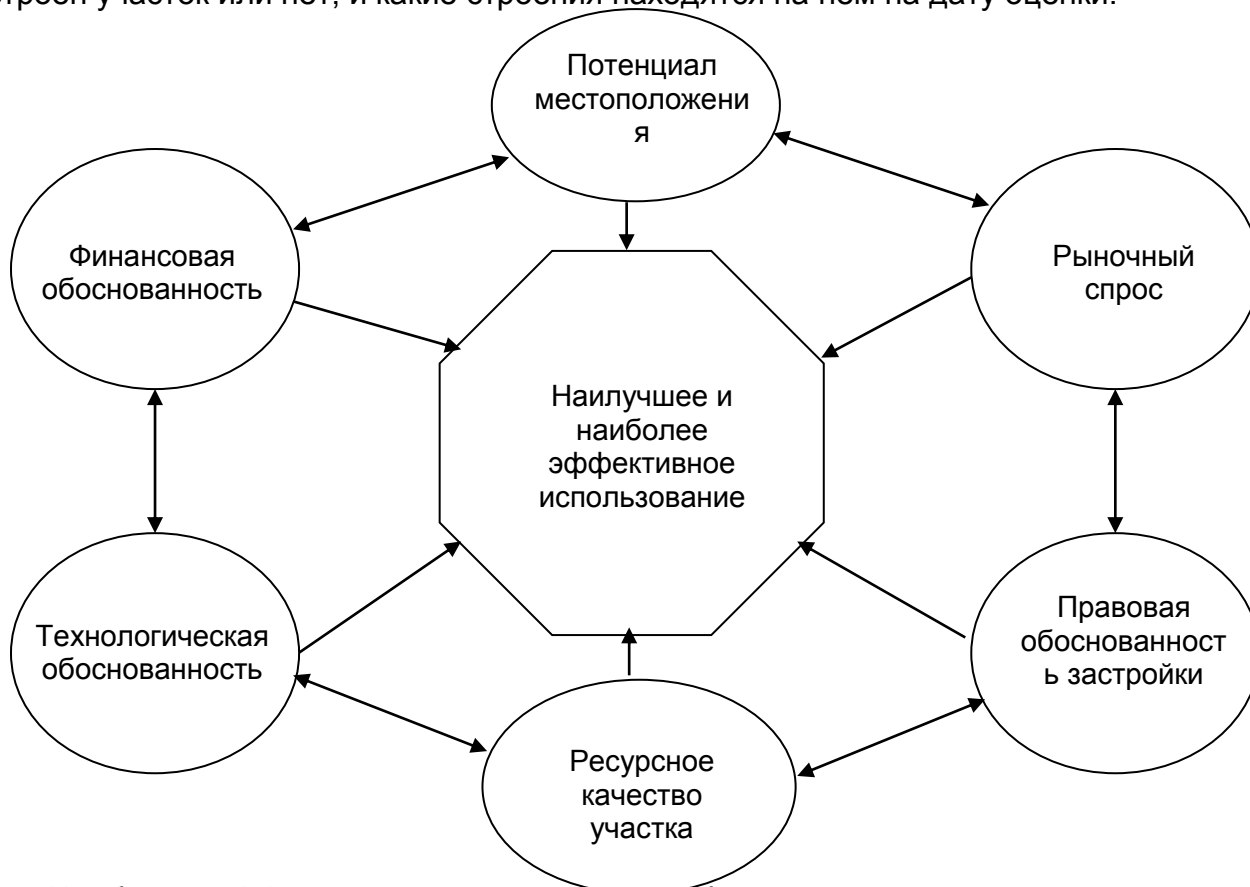 троен участок или нет, и какие строения находятся на нем на дату оценки.
Потенциал
местоположени
я
Финансовая
обоснованность
Рыночный
спрос
Наилучшее и
наиболее
эффективное
использование
Технологическая
обоснованность
Правовая
обоснованност
ь застройки
Ресурсное
качество
участка